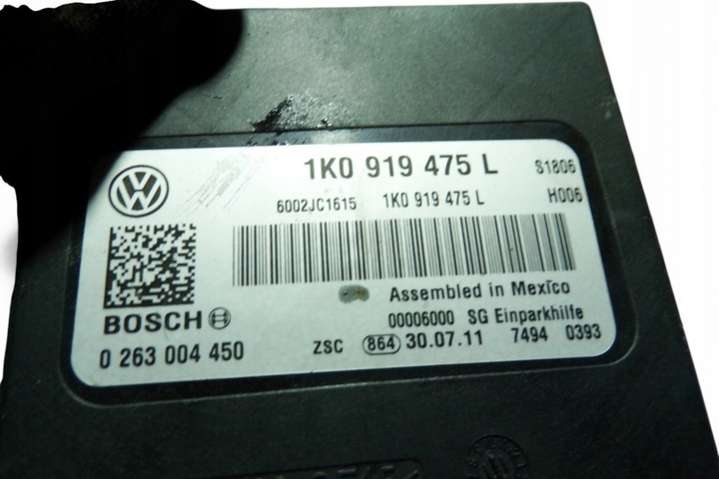 1K0 919 475 L S1806
6002JC1615 1K0 919 475 L H006
Assembled in Mexico
BOSCH 00006000 SG Einparkhilfe
0 263 004 450 ZSC 864 30.07.11 7494 0393